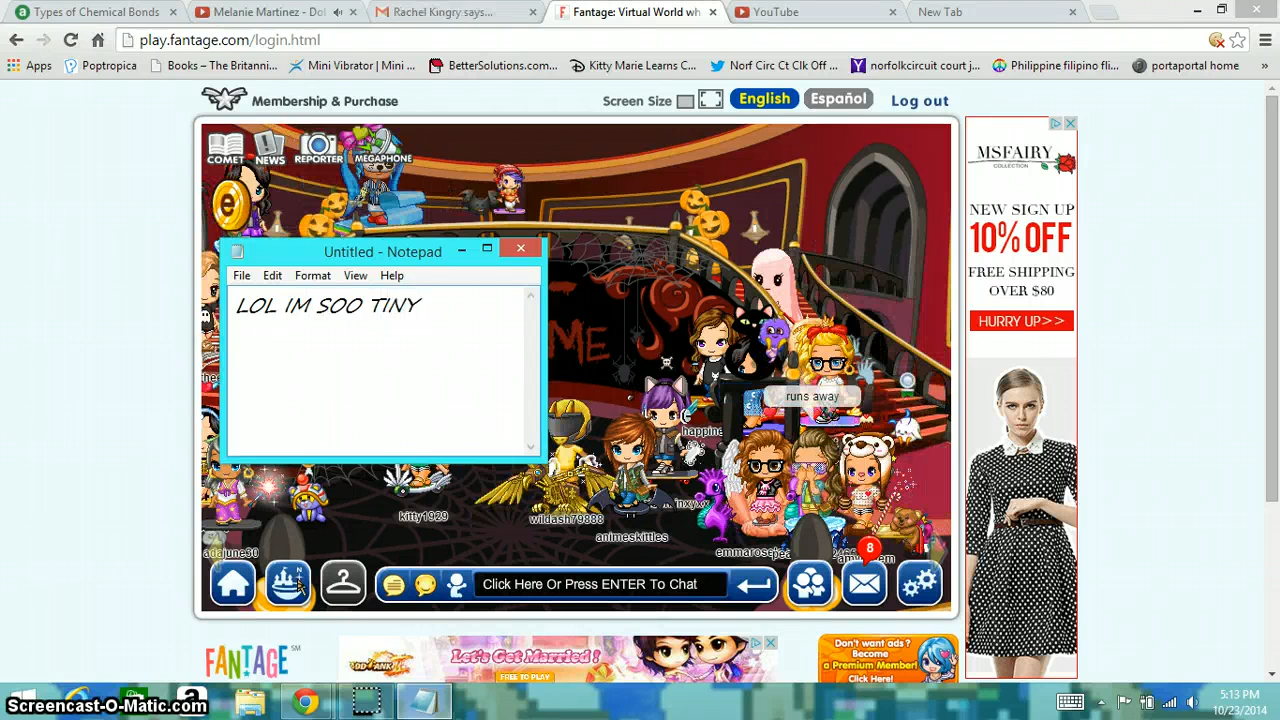 Types of Chemical Bonds
Melanie Martinez - Dol
Rachel Kingry says...
Fantage: Virtual World wh
YouTube
New Tab
play.fantage.com/login.html
Apps
Poptropica
Books – The Britanni...
Mini Vibrator | Mini ...
BetterSolutions.com...
Kitty Marie Learns C...
Norf Circ Ct Clk Off ...
norfolkcircuit court j...
Philippine filipino fli...
portaportal home
»
Membership & Purchase
Screen Size
English
Español
Log out
COMET
NEWS
REPORTER
MEGAPHONE
e
Untitled - Notepad
File Edit Format View Help
LOL IM SOO TINY
ME
runs away
happine
kitty1929
wildash79888
inxyxx
animeskittles
adajune50
emmarose
8
Click Here Or Press ENTER To Chat
N
MSFAIRY
COLLECTION
NEW SIGN UP
10% OFF
FREE SHIPPING
OVER $80
HURRY UP>>
FANTAGE SM
Let's Get Married!
FREE TO PLAY
Don't want ads?
Become
a Premium Member!
Click Here!
Screencast-O-Matic.com
5:13 PM
10/23/2014